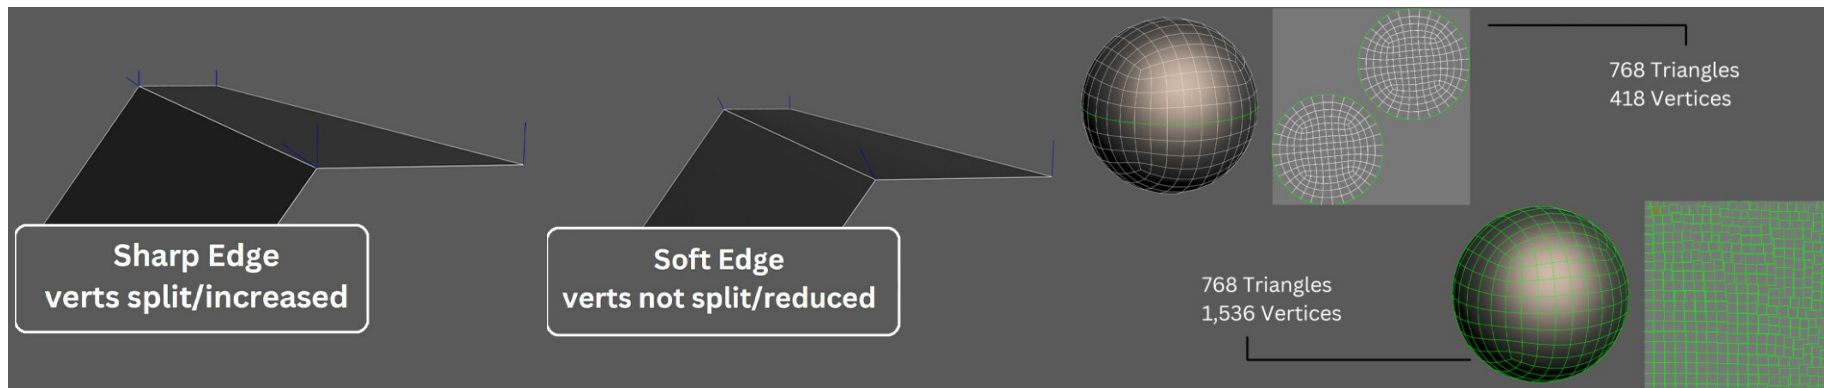 Sharp Edge
verts split/increased
Soft Edge
verts not split/reduced
768 Triangles
418 Vertices
768 Triangles
1,536 Vertices